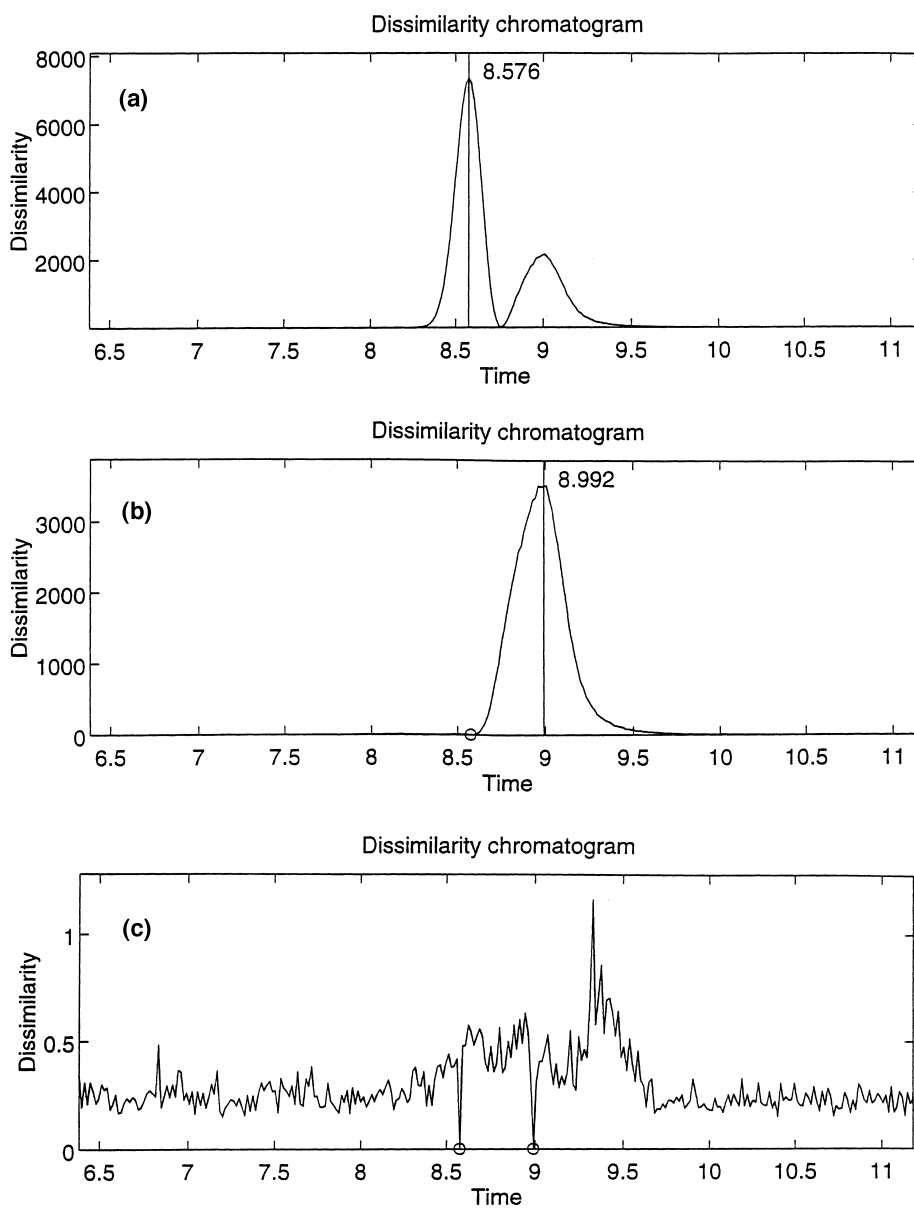 Dissimilarity chromatogram
8000
6000
4000
2000
Dissimilarity
(a)
8.576
6.5 7 7.5 8 8.5 9 9.5 10 10.5 11
Time
Dissimilarity chromatogram
3000
2000
1000
0
Dissimilarity
(b)
8.992
6.5 7 7.5 8 8.5 9 9.5 10 10.5 11
Time
Dissimilarity chromatogram
1
0.5
0
Dissimilarity
(c)
6.5 7 7.5 8 8.5 9 9.5 10 10.5 11
Time